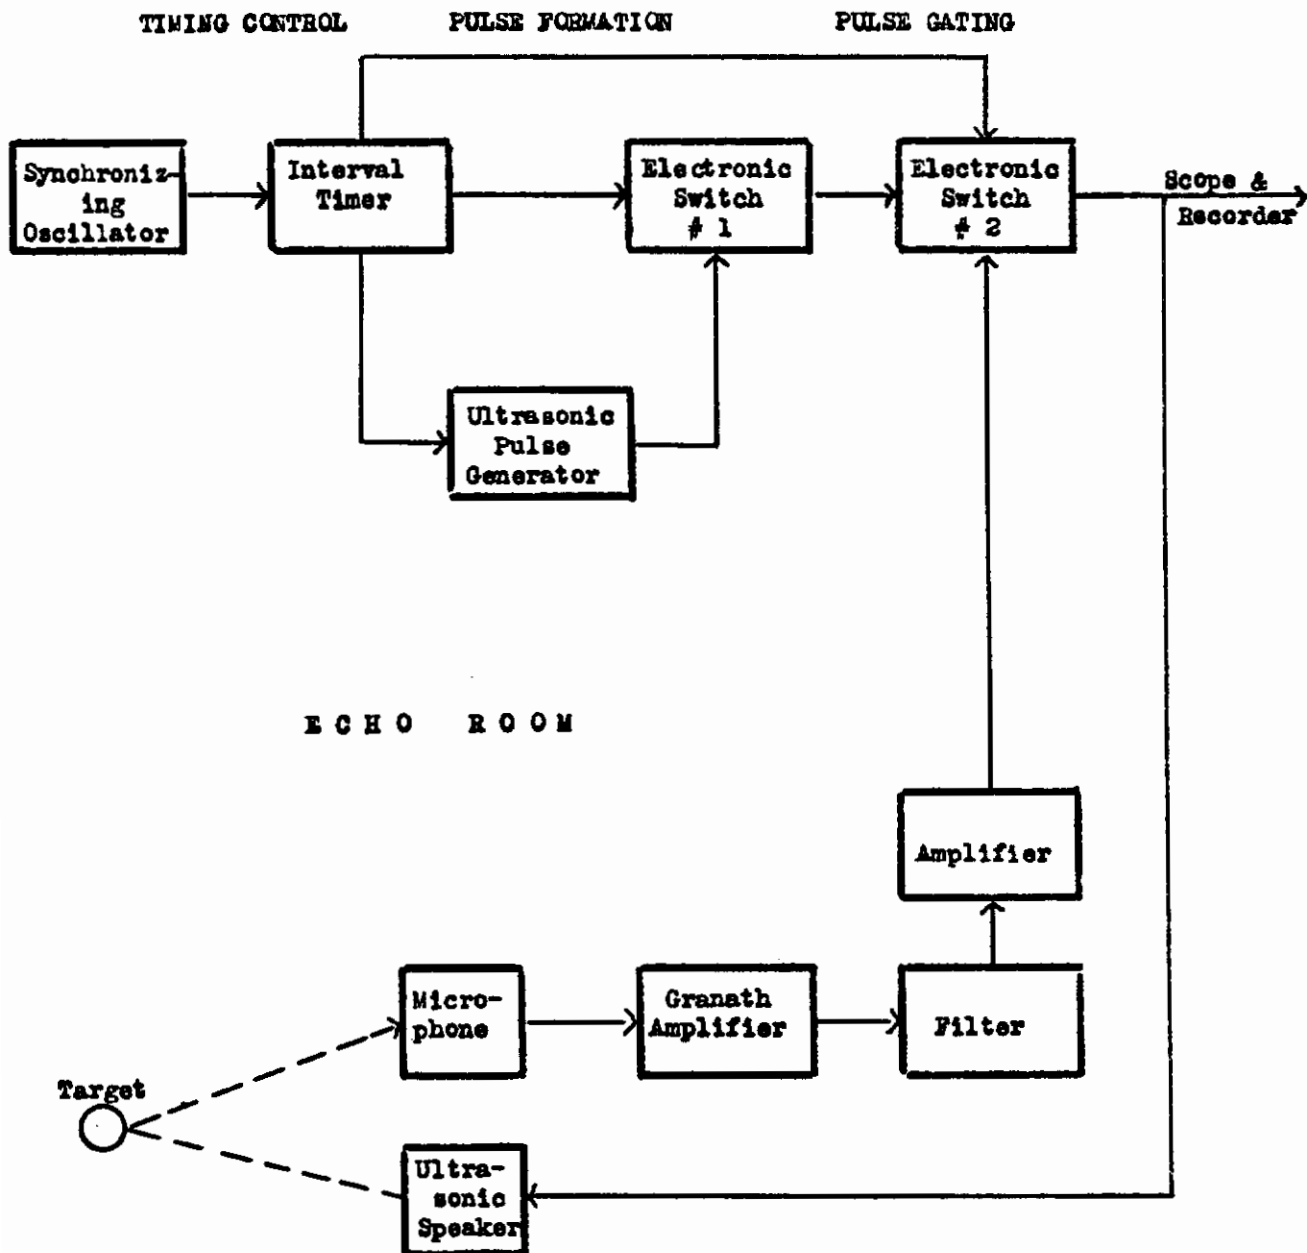 TIMING CONTROL PULSE FORMATION PULSE GATING
Synchroniz-
ing
Oscillator
Interval
Timer
Electronic
Switch
# 1
Electronic
Switch
# 2
Scope &
Recorder
Ultrasonic
Pulse
Generator
ECHO ROOM
Amplifier
Micro-
phone
Granath
Amplifier
Filter
Target
Ultra-
sonic
Speaker